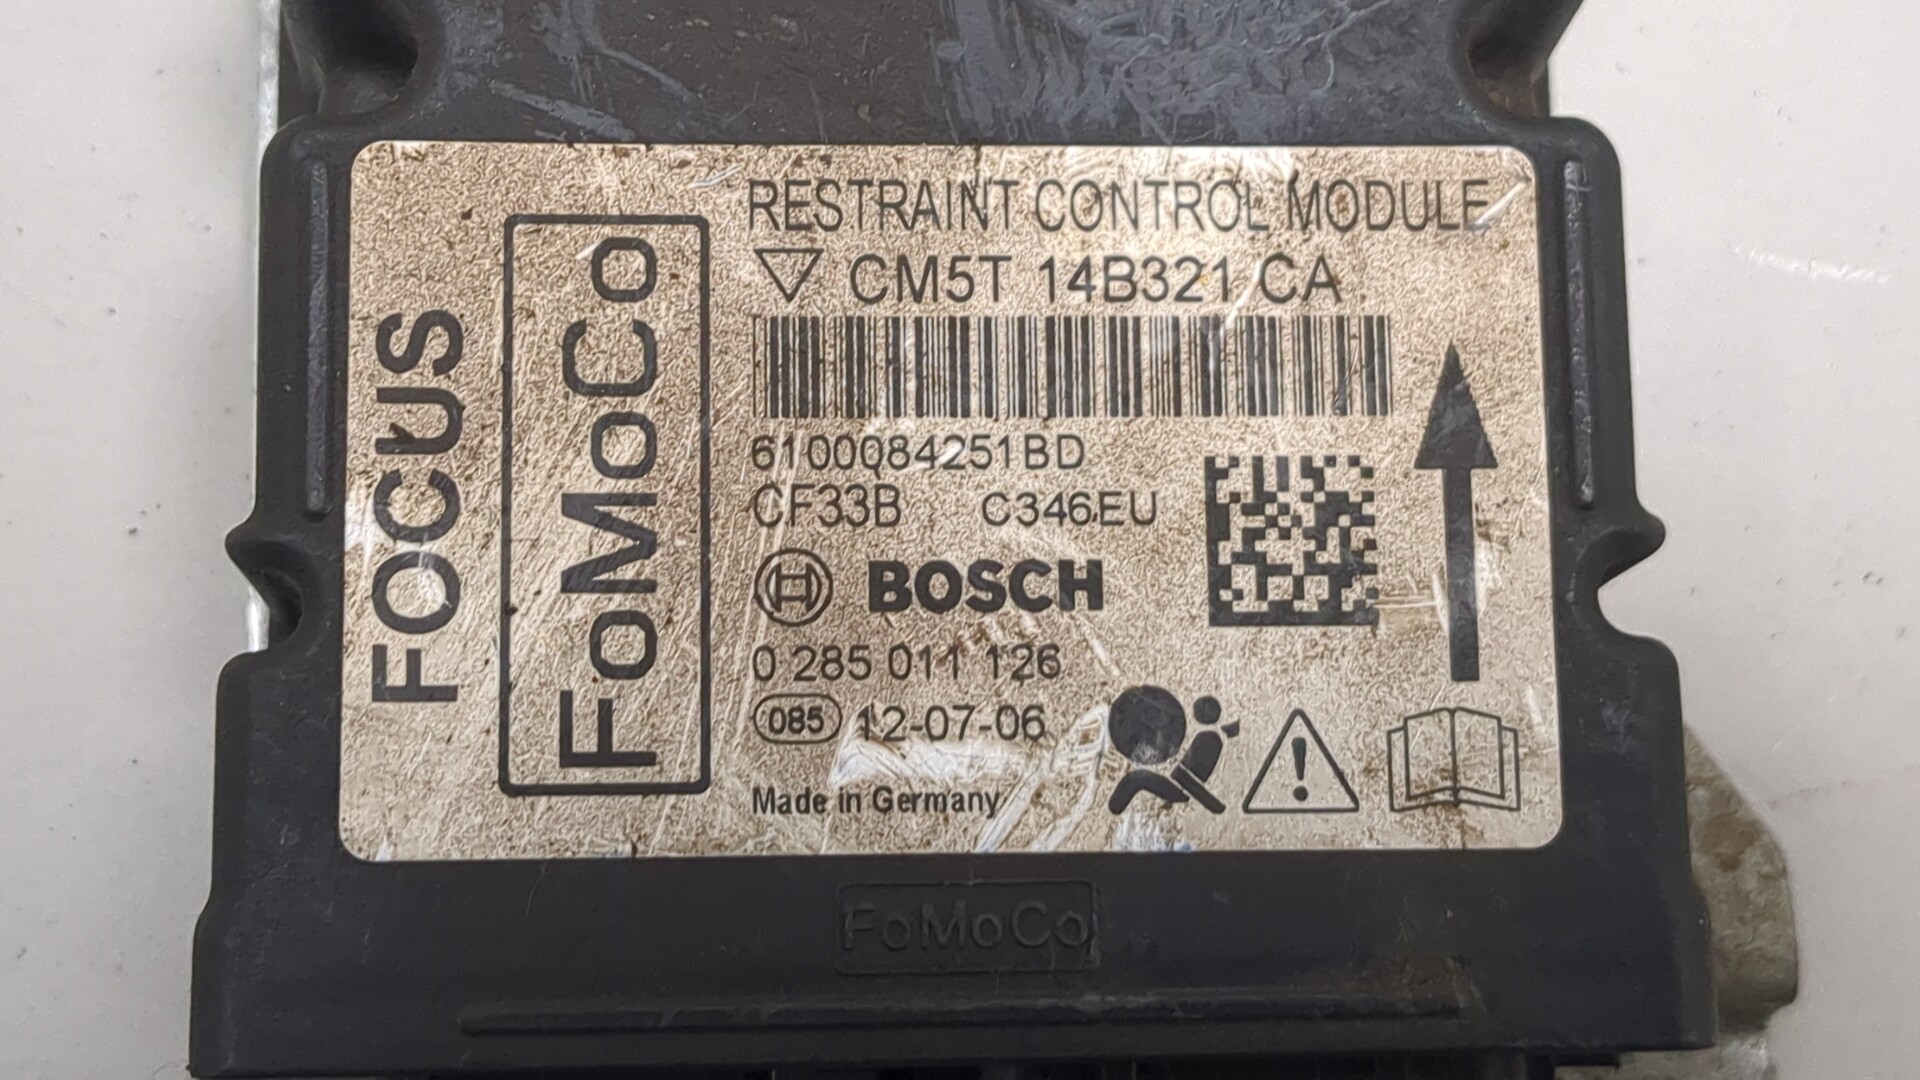 FOCUS
FoMoCo
RESTRAINT CONTROL MODULE
CM5T 14B321 CA
6100084251BD
CF33B C346EU
BOSCH
0 285 011 126
085 12-07-06
Made in Germany
FoMoCo